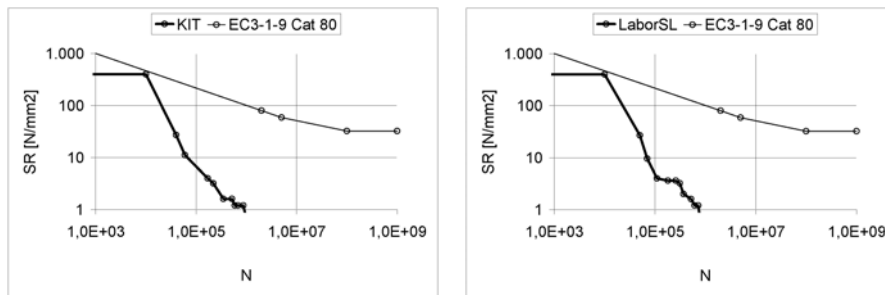 KIT EC3-1-9 Cat 80
1.000
100
10
1
SR [N/mm2]
1,0E+03 1,0E+05 1,0E+07 1,0E+09
N
LaborSL EC3-1-9 Cat 80
1.000
100
10
1
SR [N/mm2]
1,0E+03 1,0E+05 1,0E+07 1,0E+09
N